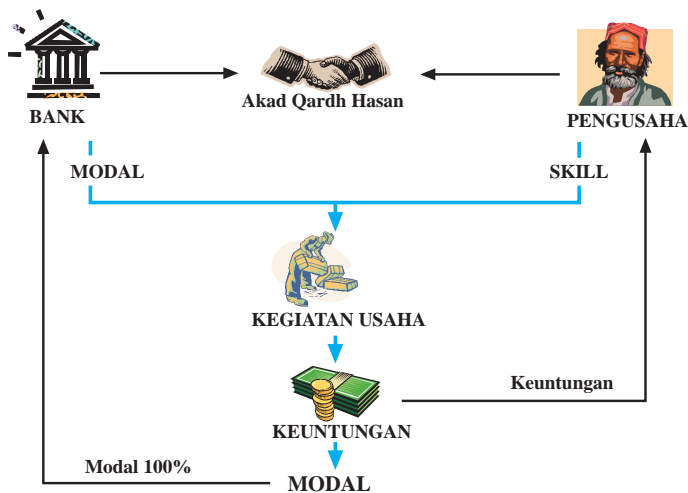 Akad Qardh Hasan
BANK
PENGUSAHA
MODAL
SKILL
KEGIATAN USAHA
Keuntungan
KEUNTUNGAN
Modal 100%
MODAL